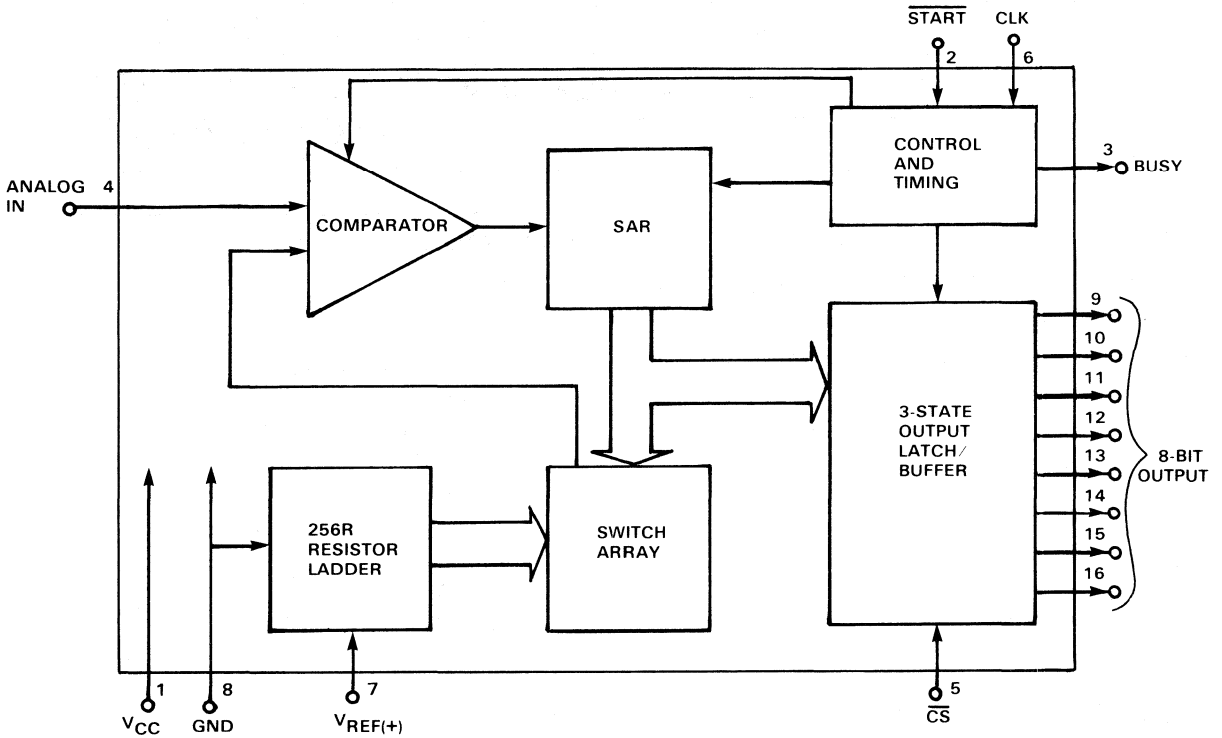 START CLK
2 6
CONTROL
AND
TIMING
3
BUSY
ANALOG 4
IN
COMPARATOR
SAR
9
10
11
12
13
14
15
16
8-BIT
OUTPUT
3-STATE
OUTPUT
LATCH/
BUFFER
256R
RESISTOR
LADDER
SWITCH
ARRAY
1 8 7 5
VCC GND VREF(+) CS